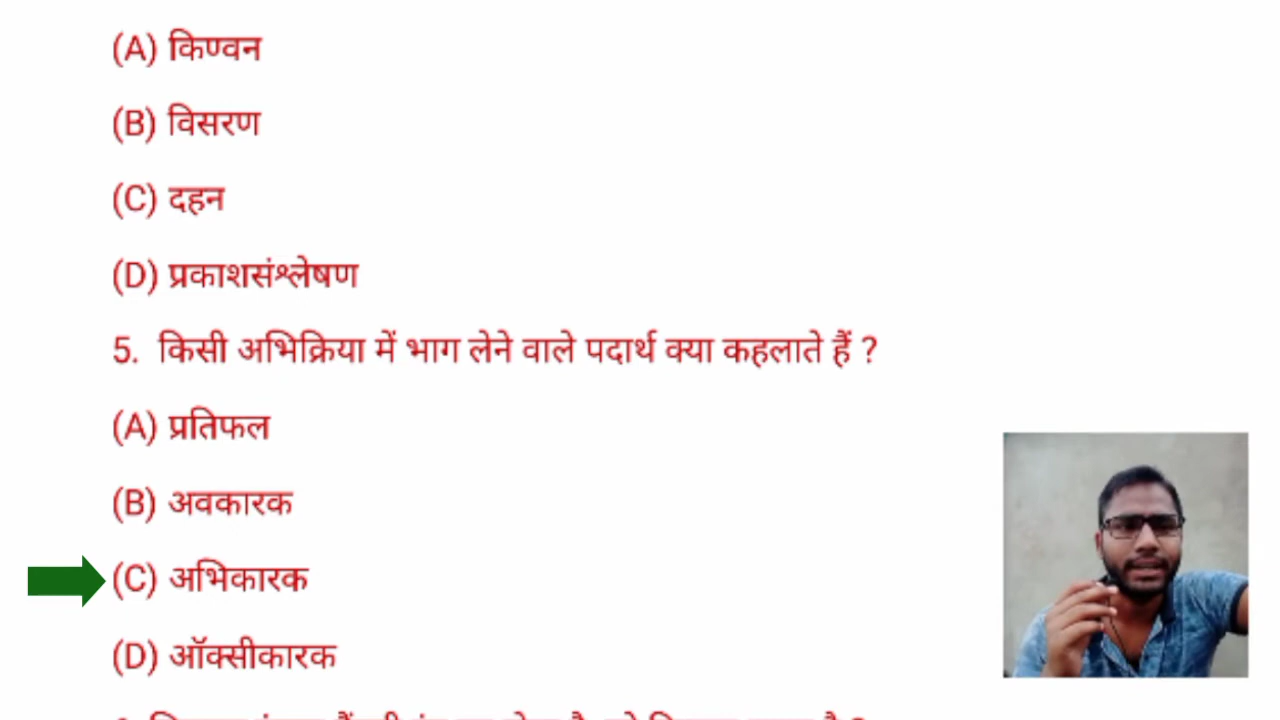 (A) किण्वन
(B) विसरण
(C) दहन
(D) प्रकाशसंश्लेषण
5. किसी अभिक्रिया में भाग लेने वाले पदार्थ क्या कहलाते हैं ?
(A) प्रतिफल
(B) अवकारक
(C) अभिकारक
(D) ऑक्सीकारक